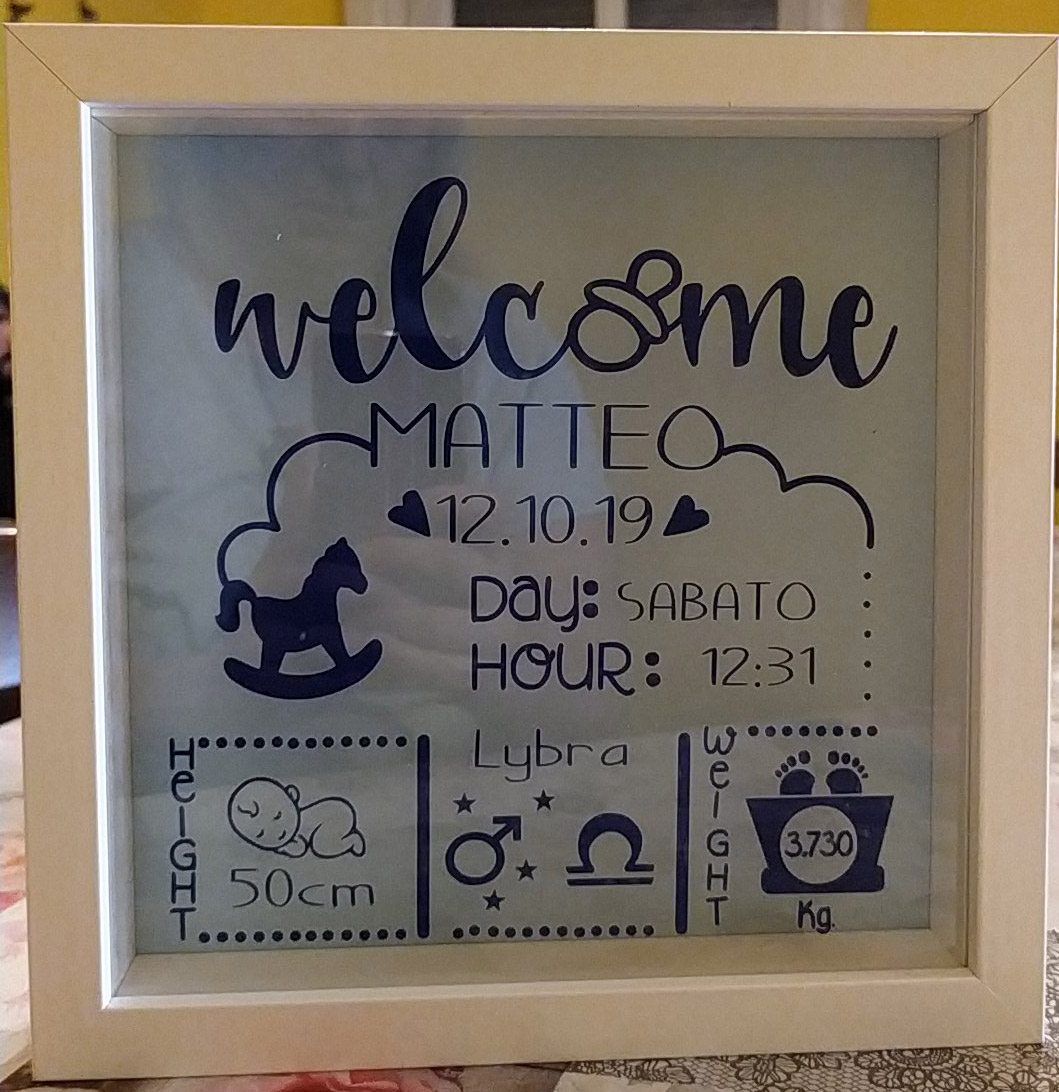 welcome
MATTEO
12.10.19
Day: SABATO
HOUR: 12:31
HeIGHT
50cm
Lybra
WeIGHT
3.730
Kg.